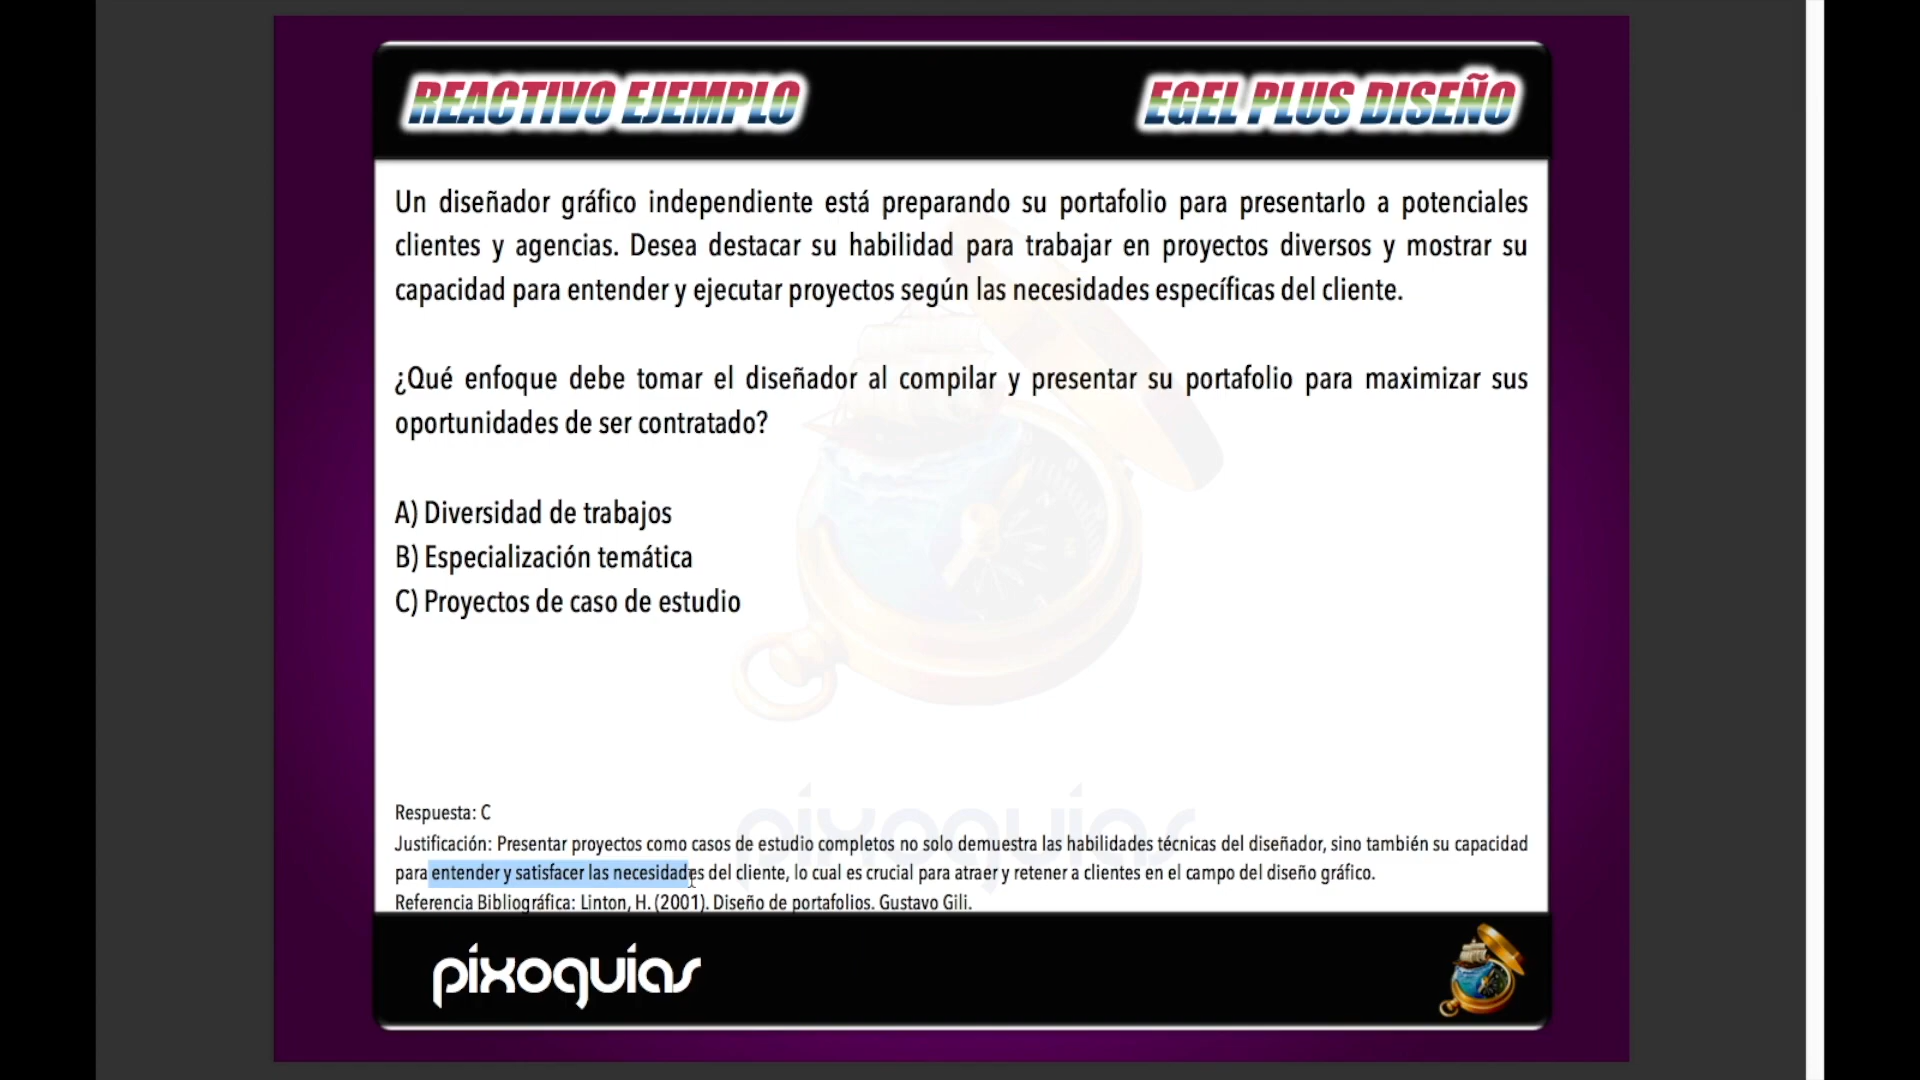 REACTIVO EJEMPLO
EGEL PLUS DISEÑO
Un diseñador gráfico independiente está preparando su portafolio para presentarlo a potenciales
clientes y agencias. Desea destacar su habilidad para trabajar en proyectos diversos y mostrar su
capacidad para entender y ejecutar proyectos según las necesidades específicas del cliente.
¿Qué enfoque debe tomar el diseñador al compilar y presentar su portafolio para maximizar sus
oportunidades de ser contratado?
A) Diversidad de trabajos
B) Especialización temática
C) Proyectos de caso de estudio
pixoguias
Respuesta: C
Justificación: Presentar proyectos como casos de estudio completos no solo demuestra las habilidades técnicas del diseñador, sino también su capacidad
para entender y satisfacer las necesidades del cliente, lo cual es crucial para atraer y retener a clientes en el campo del diseño gráfico.
Referencia Bibliográfica: Linton, H. (2001). Diseño de portafolios. Gustavo Gili.
pixoguias